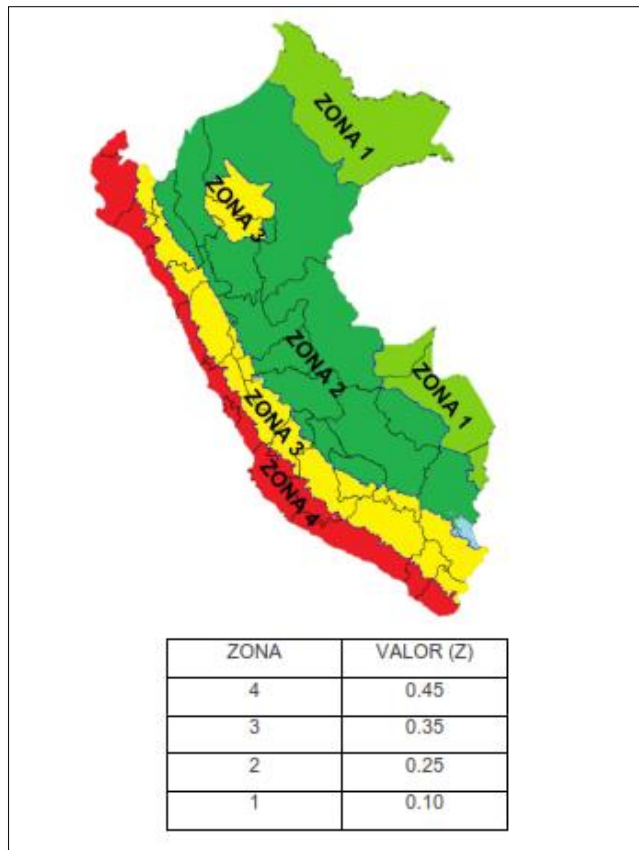 ZONA 1
ZONA 3
ZONA 2
ZONA 1
ZONA 3
ZONA 4
ZONA VALOR (Z)
4 0.45
3 0.35
2 0.25
1 0.10